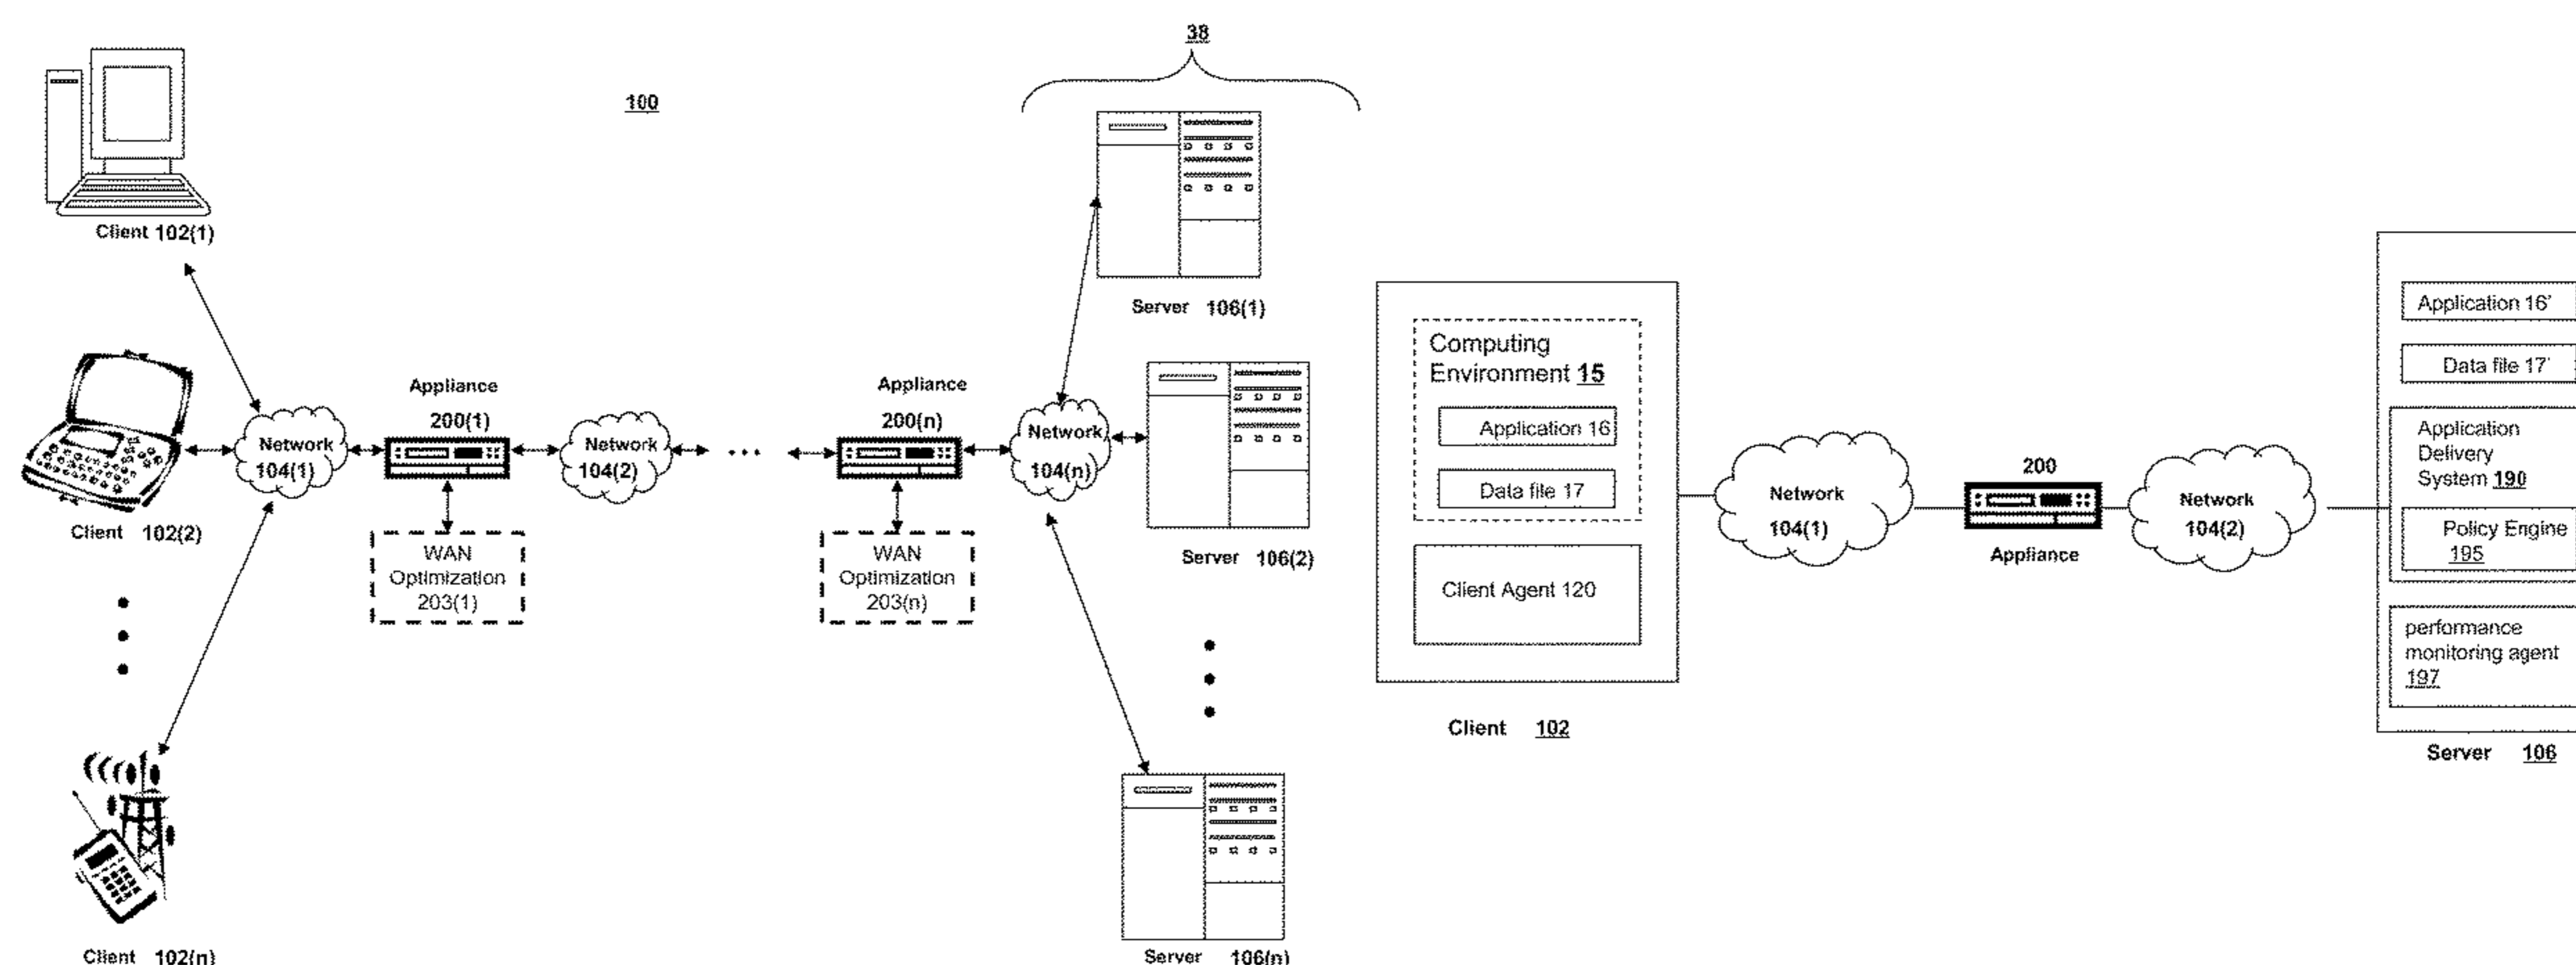 38
100
Client 102(1)
Server 106(1)
Client 102(2)
Network
104(1)
Appliance
200(1)
WAN
Optimization
203(1)
Network
104(2)
...
Appliance
200(n)
WAN
Optimization
203(n)
Network
104(n)
Server 106(2)
Client 102(n)
Server 106(n)
Computing
Environment 15
Application 16
Data file 17
Client Agent 120
Client 102
Network
104(1)
200
Appliance
Network
104(2)
Application 16'
Data file 17'
Application
Delivery
System 190
Policy Engine
195
performance
monitoring agent
197
Server 106